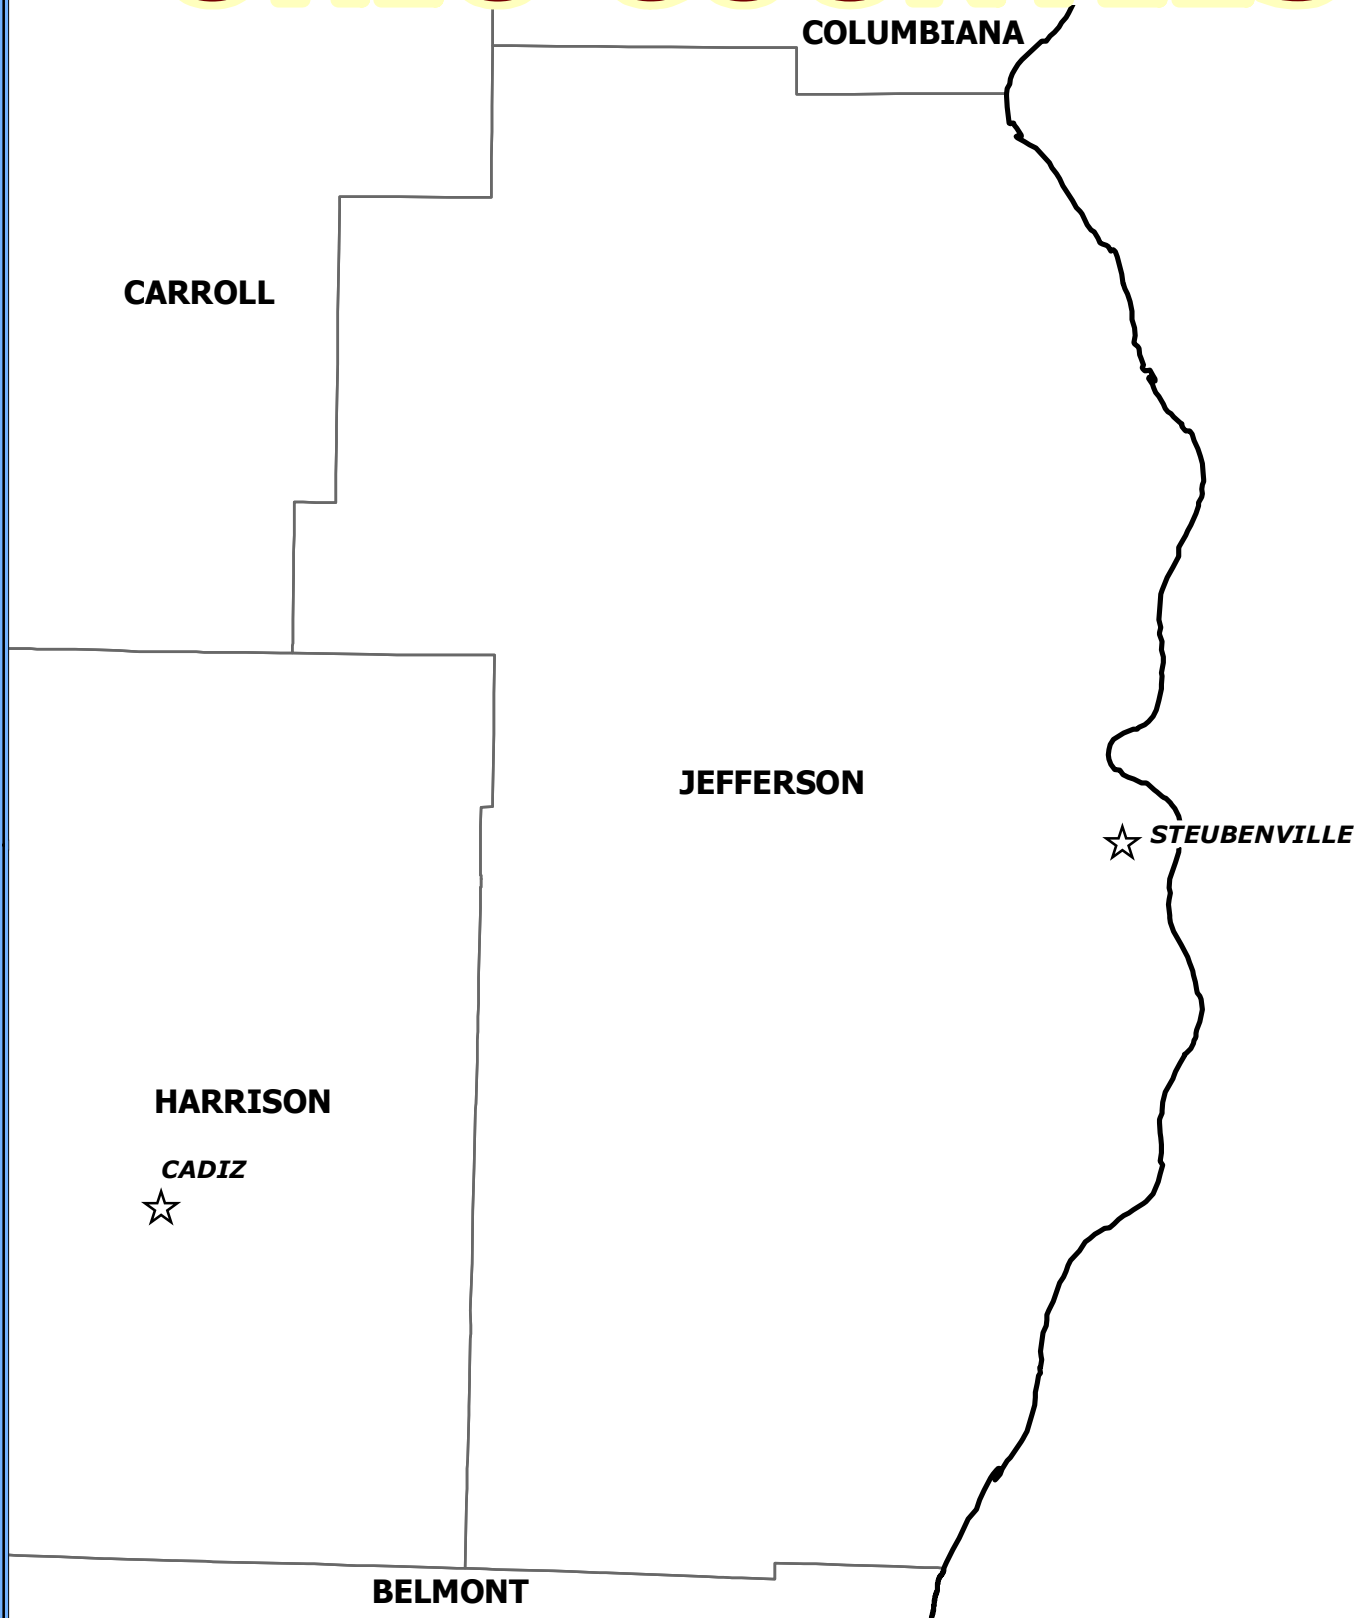 COLUMBIANA
CARROLL
JEFFERSON
STEUBENVILLE
HARRISON
CADIZ
BELMONT